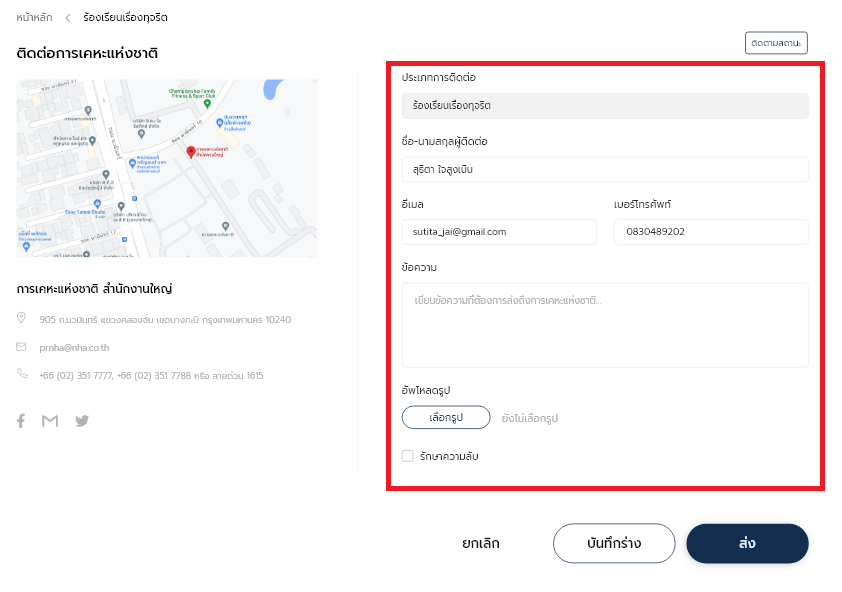 หน้าหลัก < ร้องเรียนเรื่องทุจริต
ติดต่อการเคหะแห่งชาติ
ติดตามสถานะ
Championship Family
Fitness & Sport Club
Easy Tattoo Studio
การเคหะแห่งชาติ สำนักงานใหญ่
905 ถ.นวมินทร์ แขวงคลองจั่น เขตบางกะปิ กรุงเทพมหานคร 10240
prnha@nha.co.th
+66 (02) 351 7777, +66 (02) 351 7788 หรือ สายด่วน 1615
ประเภทการติดต่อ
ร้องเรียนเรื่องทุจริต
ชื่อ-นามสกุลผู้ติดต่อ
สุธิตา ใจสูงเนิน
อีเมล เบอร์โทรศัพท์
sutita_jai@gmail.com 0830489202
ข้อความ
เขียนข้อความที่ต้องการส่งถึงการเคหะแห่งชาติ...
อัพโหลดรูป
เลือกรูป ยังไม่เลือกรูป
รักษาความลับ
ยกเลิก บันทึกร่าง ส่ง